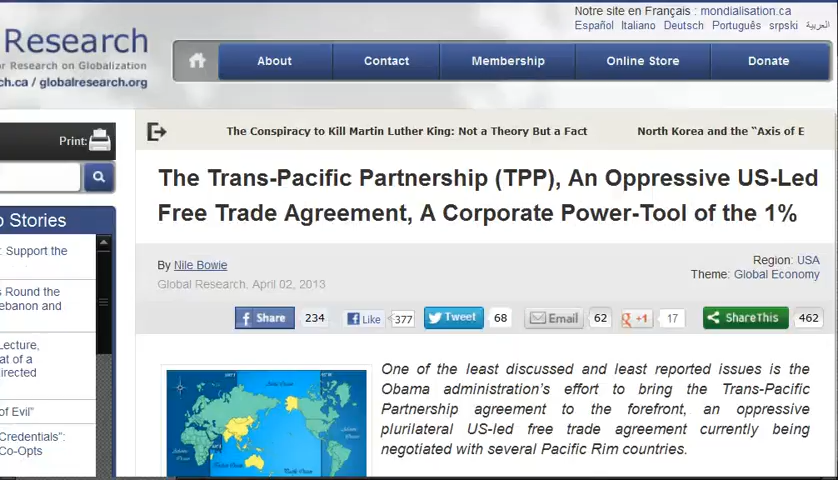 Notre site en Français : mondialisation.ca
Español Italiano Deutsch Português srpski العربية
Research
or Research on Globalization
ch.ca / globalresearch.org
About Contact Membership Online Store Donate
Print:
The Conspiracy to Kill Martin Luther King: Not a Theory But a Fact North Korea and the “Axis of E
The Trans-Pacific Partnership (TPP), An Oppressive US-Led
Free Trade Agreement, A Corporate Power-Tool of the 1%
By Nile Bowie
Global Research, April 02, 2013
Region: USA
Theme: Global Economy
Share 234 Like 377 Tweet 68 Email 62 g +1 17 ShareThis 462
p Stories
: Support the
s Round the
ebanon and
Lecture,
at of a
irected
of Evil”
Credentials”:
Co-Opts
One of the least discussed and least reported issues is the
Obama administration’s effort to bring the Trans-Pacific
Partnership agreement to the forefront, an oppressive
plurilateral US-led free trade agreement currently being
negotiated with several Pacific Rim countries.